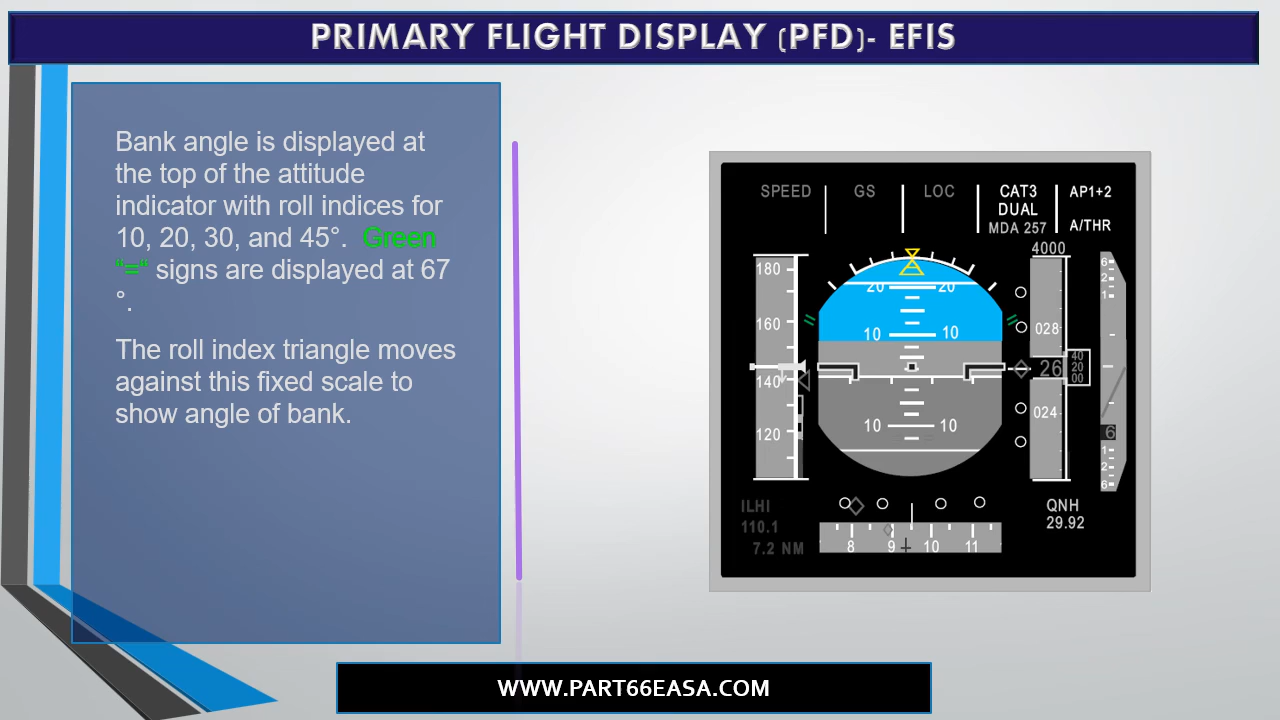 PRIMARY FLIGHT DISPLAY (PFD)- EFIS
Bank angle is displayed at
the top of the attitude
indicator with roll indices for
10, 20, 30, and 45°. Green
"=" signs are displayed at 67
°.
The roll index triangle moves
against this fixed scale to
show angle of bank.
SPEED GS LOC CAT3 AP1+2
DUAL
MDA 257 A/THR
4000
180
160
140
120
20 20
10 10
10 10
028
26
40
20
00
024
6
2
1
6
1
2
6
ILHI
110.1
7.2 NM
QNH
29.92
8 9 10 11
WWW.PART66EASA.COM